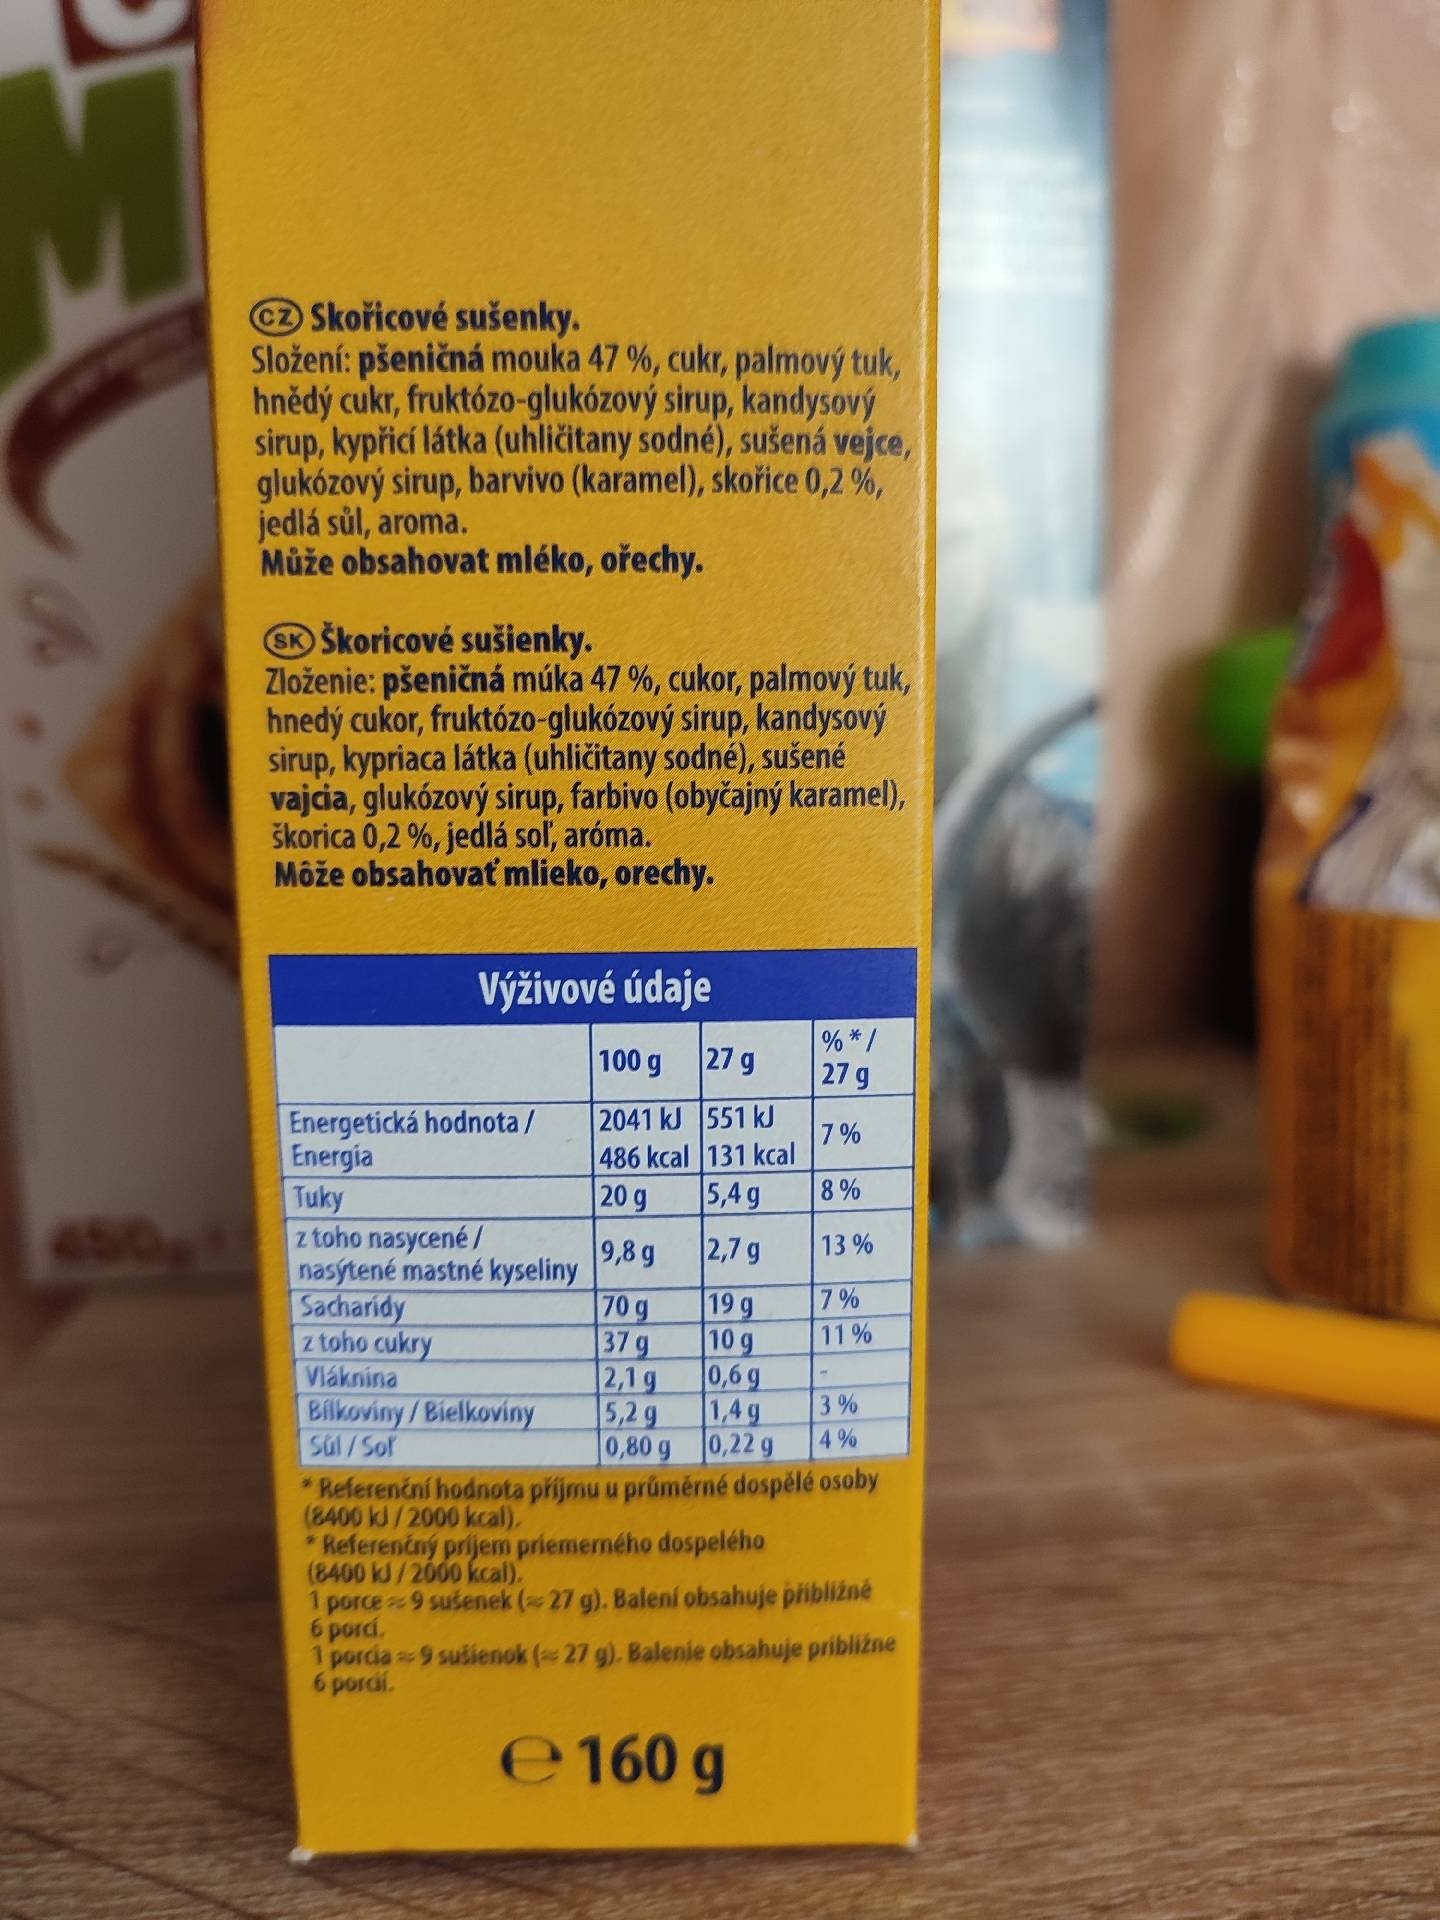 CZ Skořicové sušenky.
Složení: pšeničná mouka 47 %, cukr, palmový tuk,
hnědý cukr, fruktózo-glukózový sirup, kandysový
sirup, kypřicí látka (uhličitany sodné), sušená vejce,
glukózový sirup, barvivo (karamel), skořice 0,2 %,
jedlá sůl, aroma.
Může obsahovat mléko, ořechy.
SK Škoricové sušienky.
Zloženie: pšeničná múka 47 %, cukor, palmový tuk,
hnedý cukor, fruktózo-glukózový sirup, kandysový
sirup, kypriaca látka (uhličitany sodné), sušené
vajcia, glukózový sirup, farbivo (obyčajný karamel),
škorica 0,2 %, jedlá soľ, aróma.
Môže obsahovať mlieko, orechy.
Výživové údaje
100 g 27 g % * /
27 g
Energetická hodnota / 2041 kJ 551 kJ 7 %
Energia 486 kcal 131 kcal
Tuky 20 g 5,4 g 8 %
z toho nasycené /
nasýtené mastné kyseliny 9,8 g 2,7 g 13 %
Sacharidy 70 g 19 g 7 %
z toho cukry 37 g 10 g 11 %
Vláknina 2,1 g 0,6 g -
Bílkoviny / Bielkoviny 5,2 g 1,4 g 3 %
Sůl / Soľ 0,80 g 0,22 g 4 %
* Referenční hodnota příjmu u průměrné dospělé osoby
(8400 kJ / 2000 kcal).
* Referenčný príjem priemerného dospelého
(8400 kJ / 2000 kcal).
1 porce ≈ 9 sušenek (≈ 27 g). Balení obsahuje přibližně
6 porcí.
1 porcia ≈ 9 sušienok (≈ 27 g). Balenie obsahuje približne
6 porcií.
e 160 g